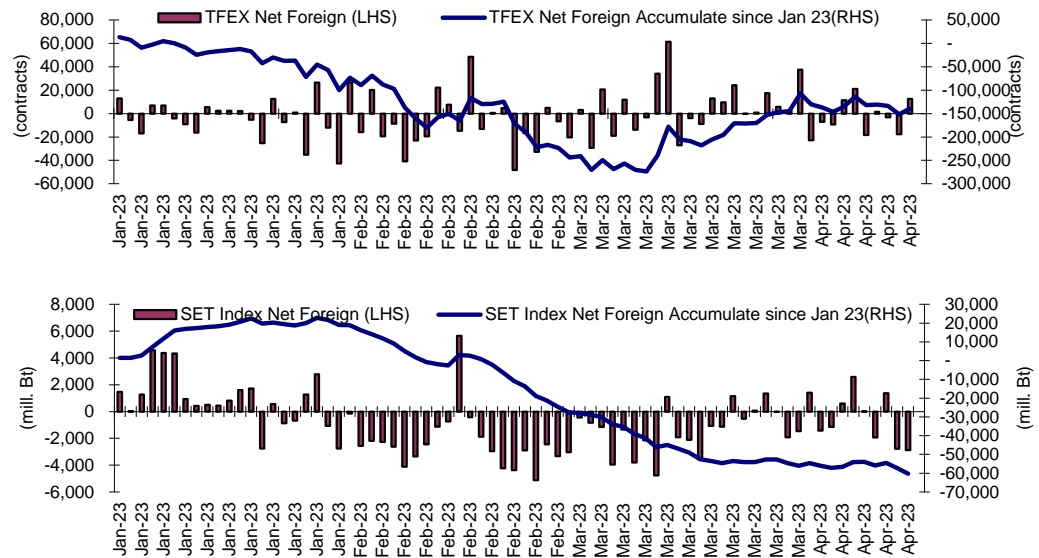 TFEX Net Foreign (LHS)
TFEX Net Foreign Accumulate since Jan 23(RHS)
(contracts)
80,000
60,000
40,000
20,000
0
-20,000
-40,000
-60,000
50,000
-
-50,000
-100,000
-150,000
-200,000
-250,000
-300,000
(contracts)
Jan-23
Jan-23
Jan-23
Jan-23
Jan-23
Jan-23
Jan-23
Jan-23
Jan-23
Jan-23
Jan-23
Feb-23
Feb-23
Feb-23
Feb-23
Feb-23
Feb-23
Feb-23
Feb-23
Feb-23
Feb-23
Mar-23
Mar-23
Mar-23
Mar-23
Mar-23
Mar-23
Mar-23
Mar-23
Mar-23
Mar-23
Mar-23
Apr-23
Apr-23
Apr-23
Apr-23
Apr-23
SET Index Net Foreign (LHS)
SET Index Net Foreign Accumulate since Jan 23(RHS)
(mill. Bt)
8,000
6,000
4,000
2,000
0
-2,000
-4,000
-6,000
30,000
20,000
10,000
-
-10,000
-20,000
-30,000
-40,000
-50,000
-60,000
-70,000
(mill. Bt)
Jan-23
Jan-23
Jan-23
Jan-23
Jan-23
Jan-23
Jan-23
Jan-23
Jan-23
Jan-23
Jan-23
Feb-23
Feb-23
Feb-23
Feb-23
Feb-23
Feb-23
Feb-23
Feb-23
Feb-23
Feb-23
Mar-23
Mar-23
Mar-23
Mar-23
Mar-23
Mar-23
Mar-23
Mar-23
Mar-23
Mar-23
Mar-23
Apr-23
Apr-23
Apr-23
Apr-23
Apr-23